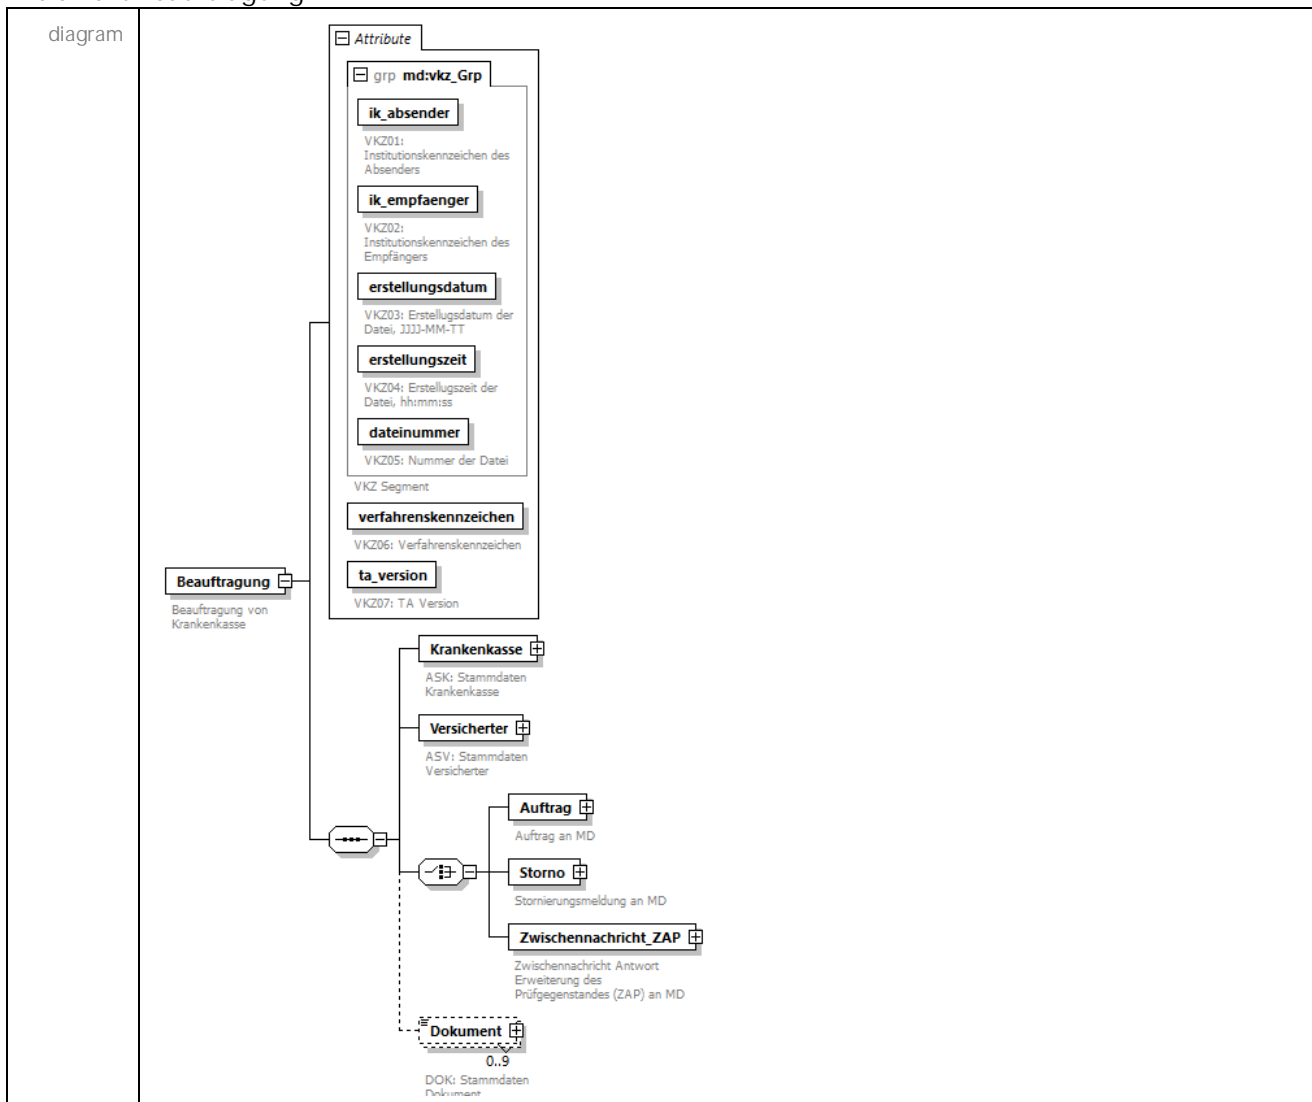 diagram
Attribute
grp md:vkz_Grp
ik_absender
VKZ01:
Institutionskennzeichen des
Absenders
ik_empfaenger
VKZ02:
Institutionskennzeichen des
Empfängers
erstellungsdatum
VKZ03: Erstellugsdatum der
Datei, JJJJ-MM-TT
erstellungszeit
VKZ04: Erstellugszeit der
Datei, hh:mm:ss
dateinummer
VKZ05: Nummer der Datei
VKZ Segment
verfahrenskennzeichen
VKZ06: Verfahrenskennzeichen
ta_version
VKZ07: TA Version
Beauftragung
Beauftragung von
Krankenkasse
Krankenkasse
ASK: Stammdaten
Krankenkasse
Versicherter
ASV: Stammdaten
Versicherter
Auftrag
Auftrag an MD
Storno
Stornierungsmeldung an MD
Zwischennachricht_ZAP
Zwischennachricht Antwort
Erweiterung des
Prüfgegenstandes (ZAP) an MD
Dokument
0..9
DOK: Stammdaten
Dokument